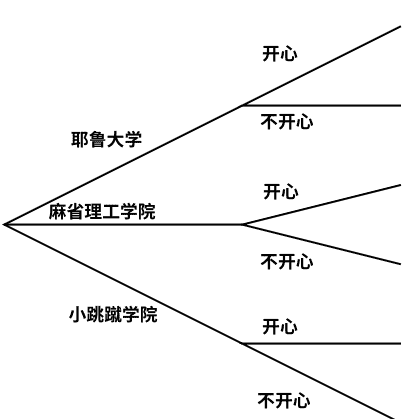 开心
耶鲁大学
不开心
开心
麻省理工学院
不开心
小跳蹴学院
开心
不开心